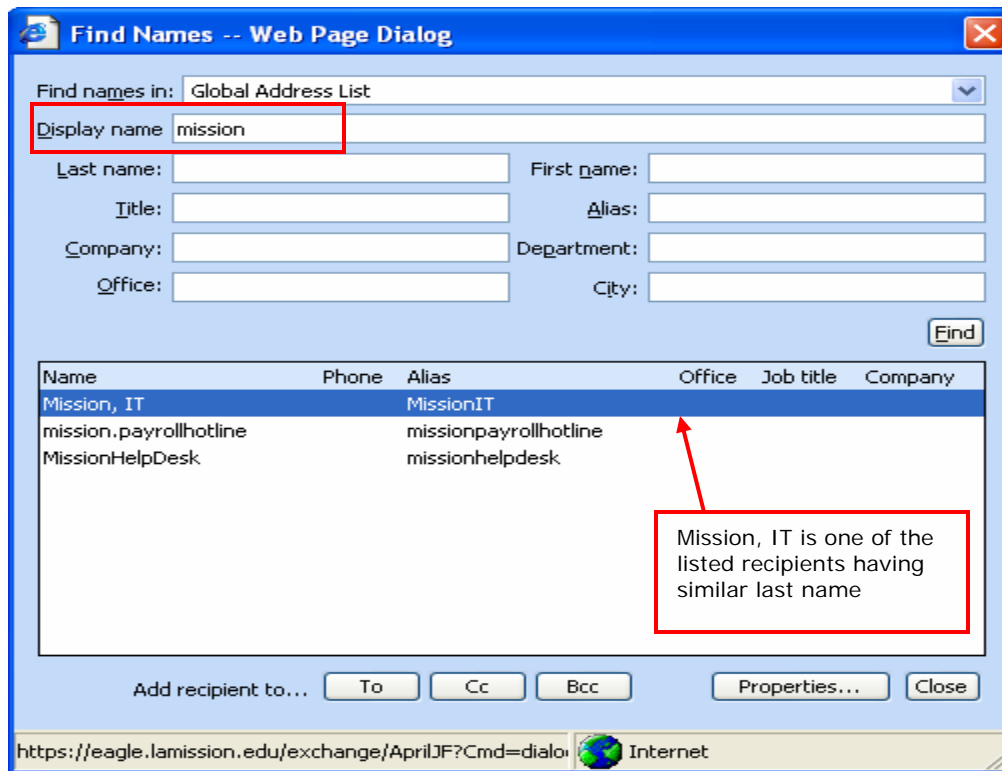 Find Names -- Web Page Dialog
Find names in: Global Address List
Display name mission
Last name: First name:
Title: Alias:
Company: Department:
Office: City:
Find
Name Phone Alias Office Job title Company
Mission, IT MissionIT
mission.payrollhotline missionpayrollhotline
MissionHelpDesk missionhelpdesk
Mission, IT is one of the
listed recipients having
similar last name
Add recipient to... To Cc Bcc Properties... Close
https://eagle.lamission.edu/exchange/AprilJF?Cmd=dialo Internet